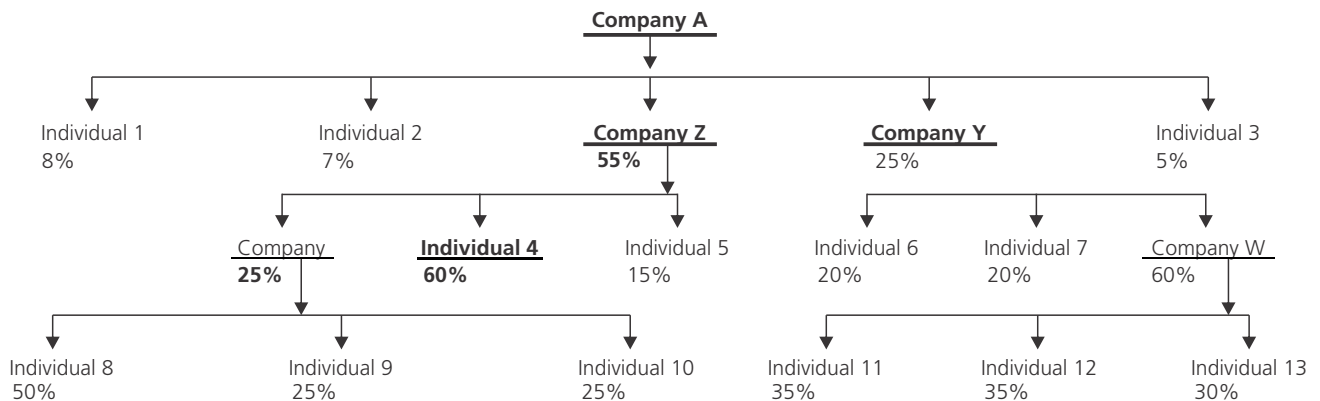 Company A
Individual 1 Individual 2 Company Z Company Y Individual 3
8% 7% 55% 25% 5%
Company Individual 4 Individual 5 Individual 6 Individual 7 Company W
25% 60% 15% 20% 20% 60%
Individual 8 Individual 9 Individual 10 Individual 11 Individual 12 Individual 13
50% 25% 25% 35% 35% 30%